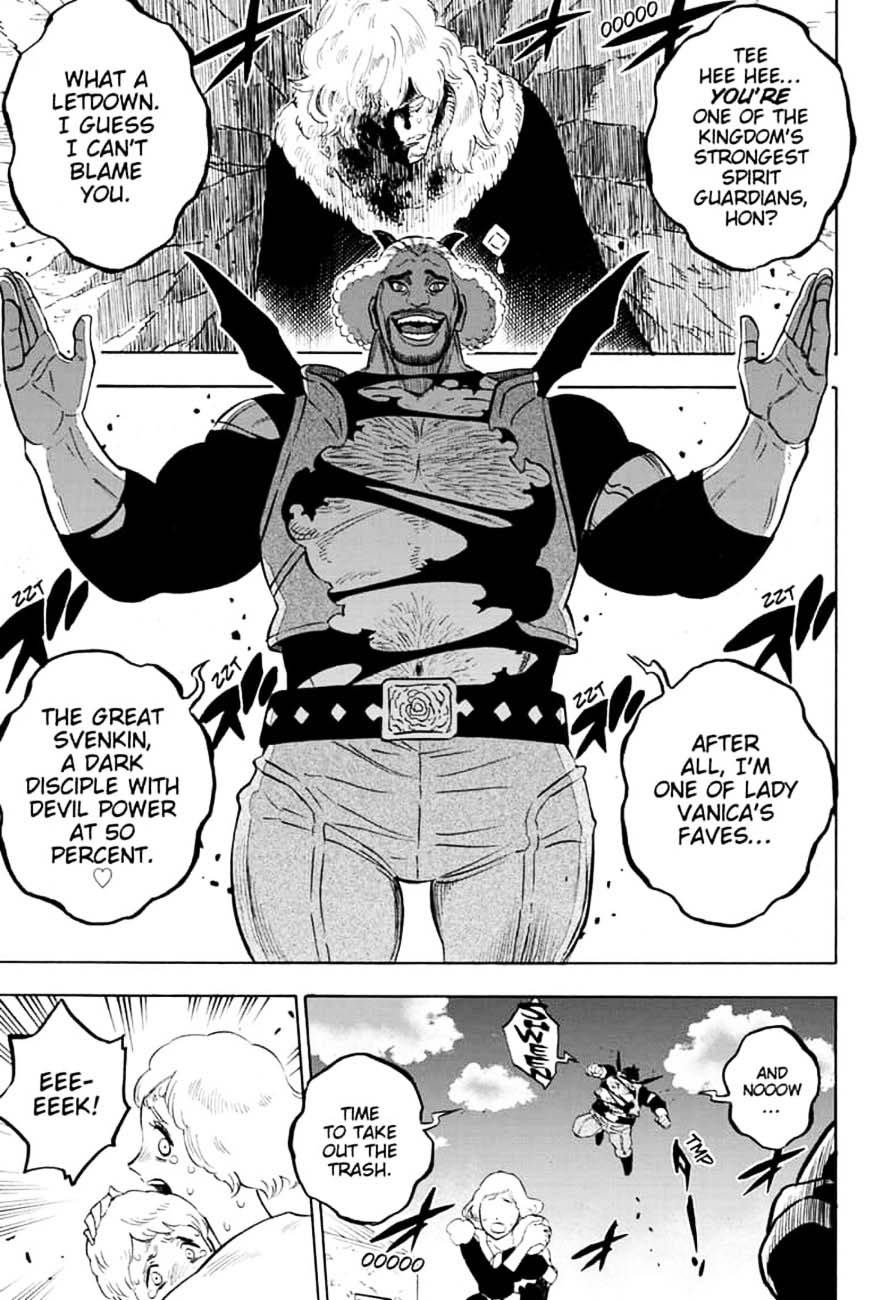 OOOOO
TEE
HEE HEE...
YOU'RE
ONE OF THE
KINGDOM'S
STRONGEST
SPIRIT
GUARDIANS,
HON?
WHAT A
LETDOWN.
I GUESS
I CAN'T
BLAME
YOU.
ZZT
ZZT
ZZT
ZZT
AFTER
ALL, I'M
ONE OF LADY
VANICA'S
FAVES...
THE GREAT
SVENKIN,
A DARK
DISCIPLE WITH
DEVIL POWER
AT 50
PERCENT.
♡
AND
NOOOW
...
TMP
TIME
TO TAKE
OUT THE
TRASH.
OOOOO
EEE-
EEEK!